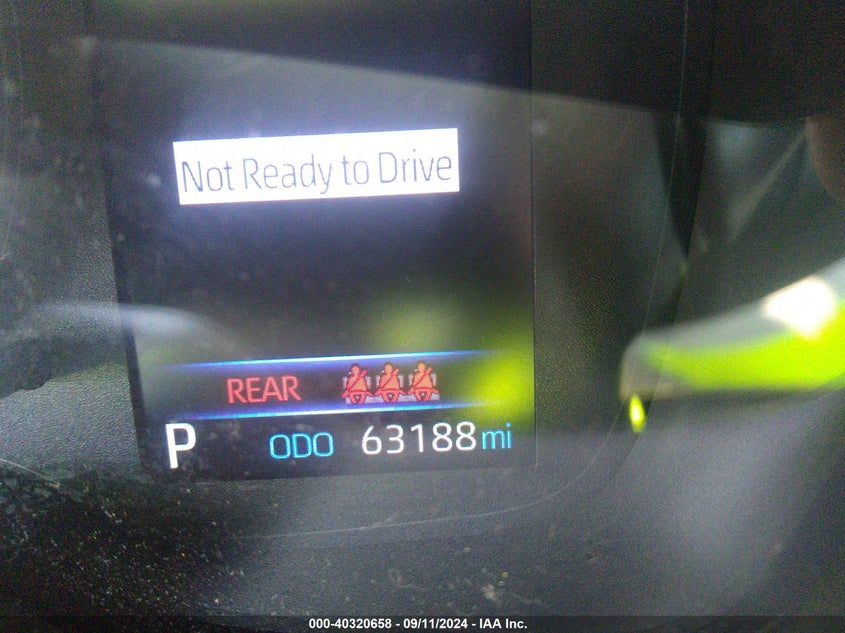 Not Ready to Drive
REAR
P ODO 63188 mi
000-40320658 - 09/11/2024 - IAA Inc.